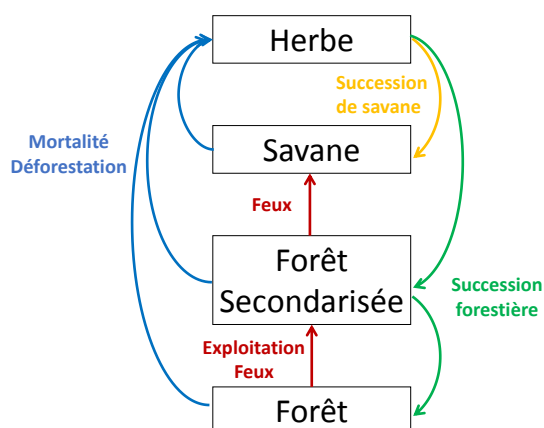 Herbe
Succession
de savane
Mortalité
Déforestation
Savane
Feux
Forêt
Secondarisée
Succession
forestière
Exploitation
Feux
Forêt